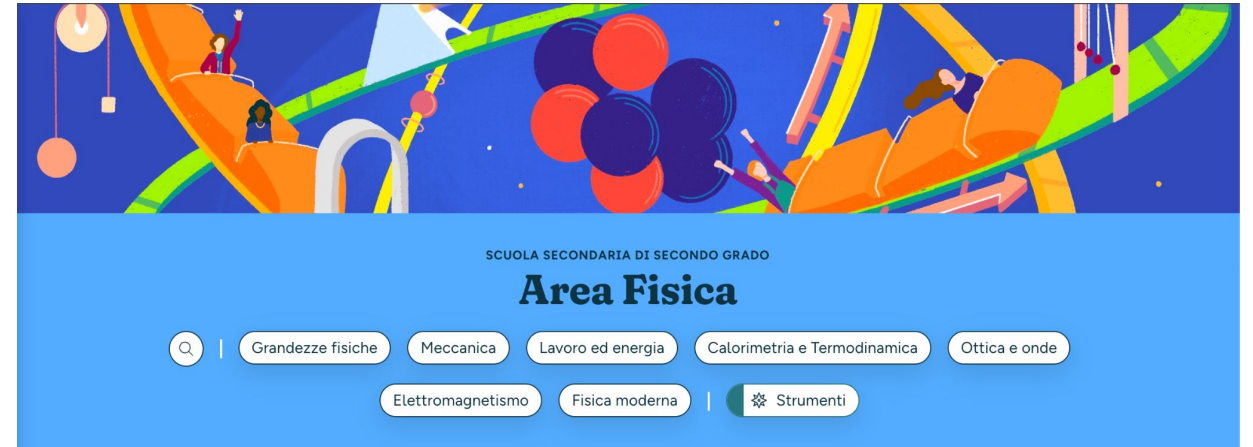 SCUOLA SECONDARIA DI SECONDO GRADO
Area Fisica
Grandezze fisiche Meccanica Lavoro ed energia Calorimetria e Termodinamica Ottica e onde
Elettromagnetismo Fisica moderna Strumenti